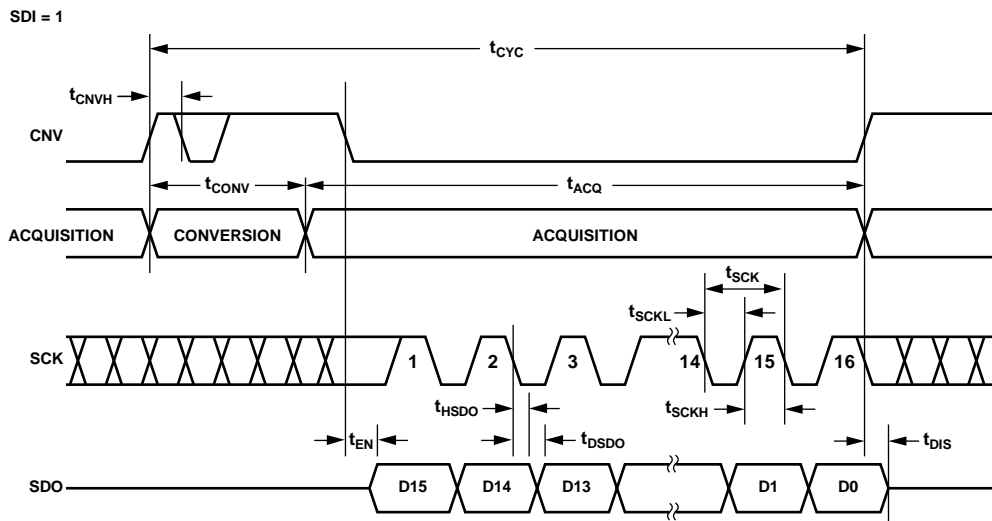 SDI = 1
tCYC
tCNVH
CNV
tCONV
tACQ
ACQUISITION CONVERSION ACQUISITION
tSCK
tSCKL
SCK 1 2 3 14 15 16
tHSDO
tSCKH
tEN
tDSDO
tDIS
SDO D15 D14 D13 D1 D0